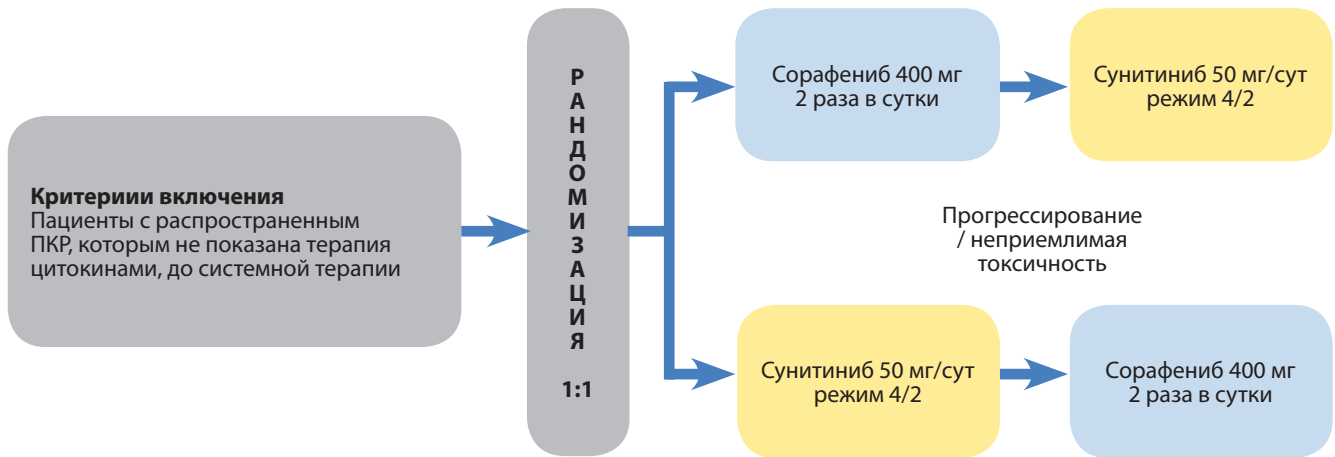 Критериии включения
Пациенты с распространенным
ПКР, которым не показана терапия
цитокинами, до системной терапии
Р
А
Н
Д
О
М
И
З
А
Ц
И
Я
1:1
Сорафениб 400 мг
2 раза в сутки
Сунитиниб 50 мг/сут
режим 4/2
Прогрессирование
/ неприемлимая
токсичность
Сунитиниб 50 мг/сут
режим 4/2
Сорафениб 400 мг
2 раза в сутки